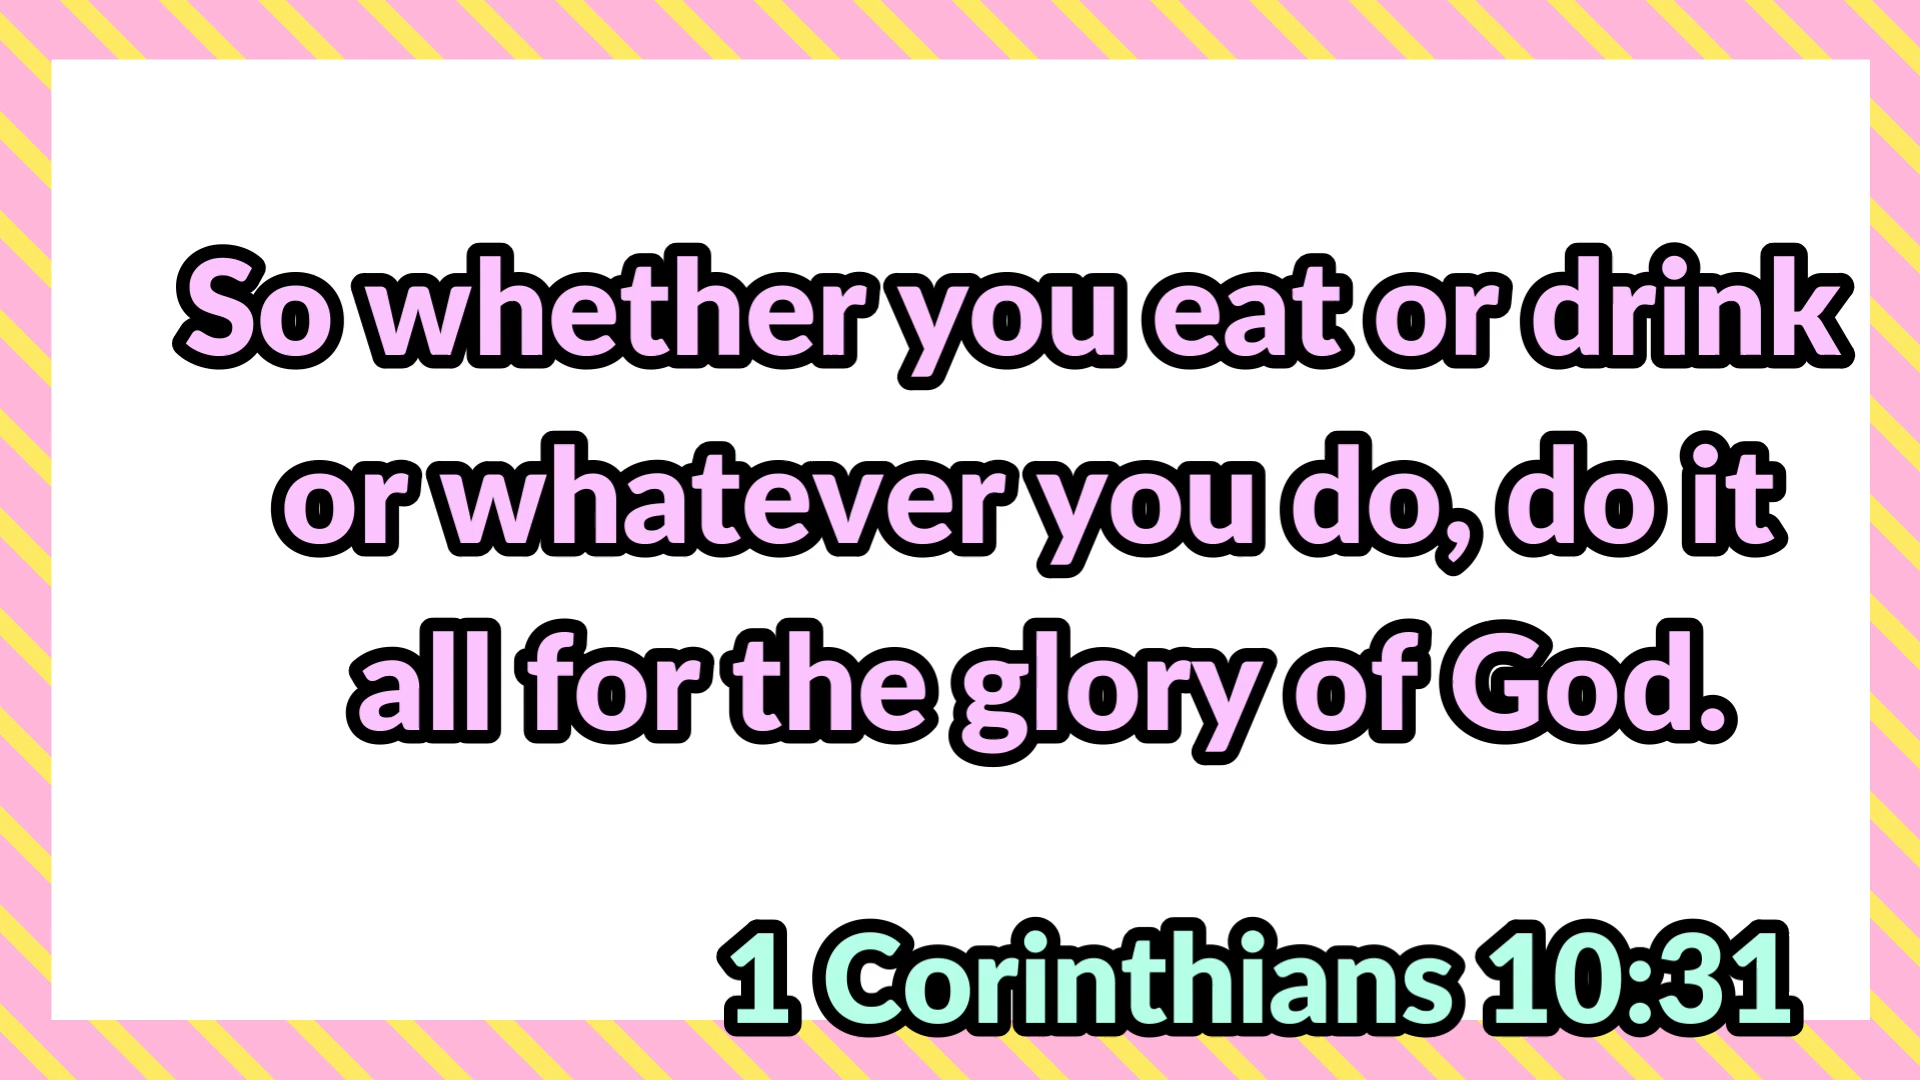 So whether you eat or drink
or whatever you do, do it
all for the glory of God.
1 Corinthians 10:31